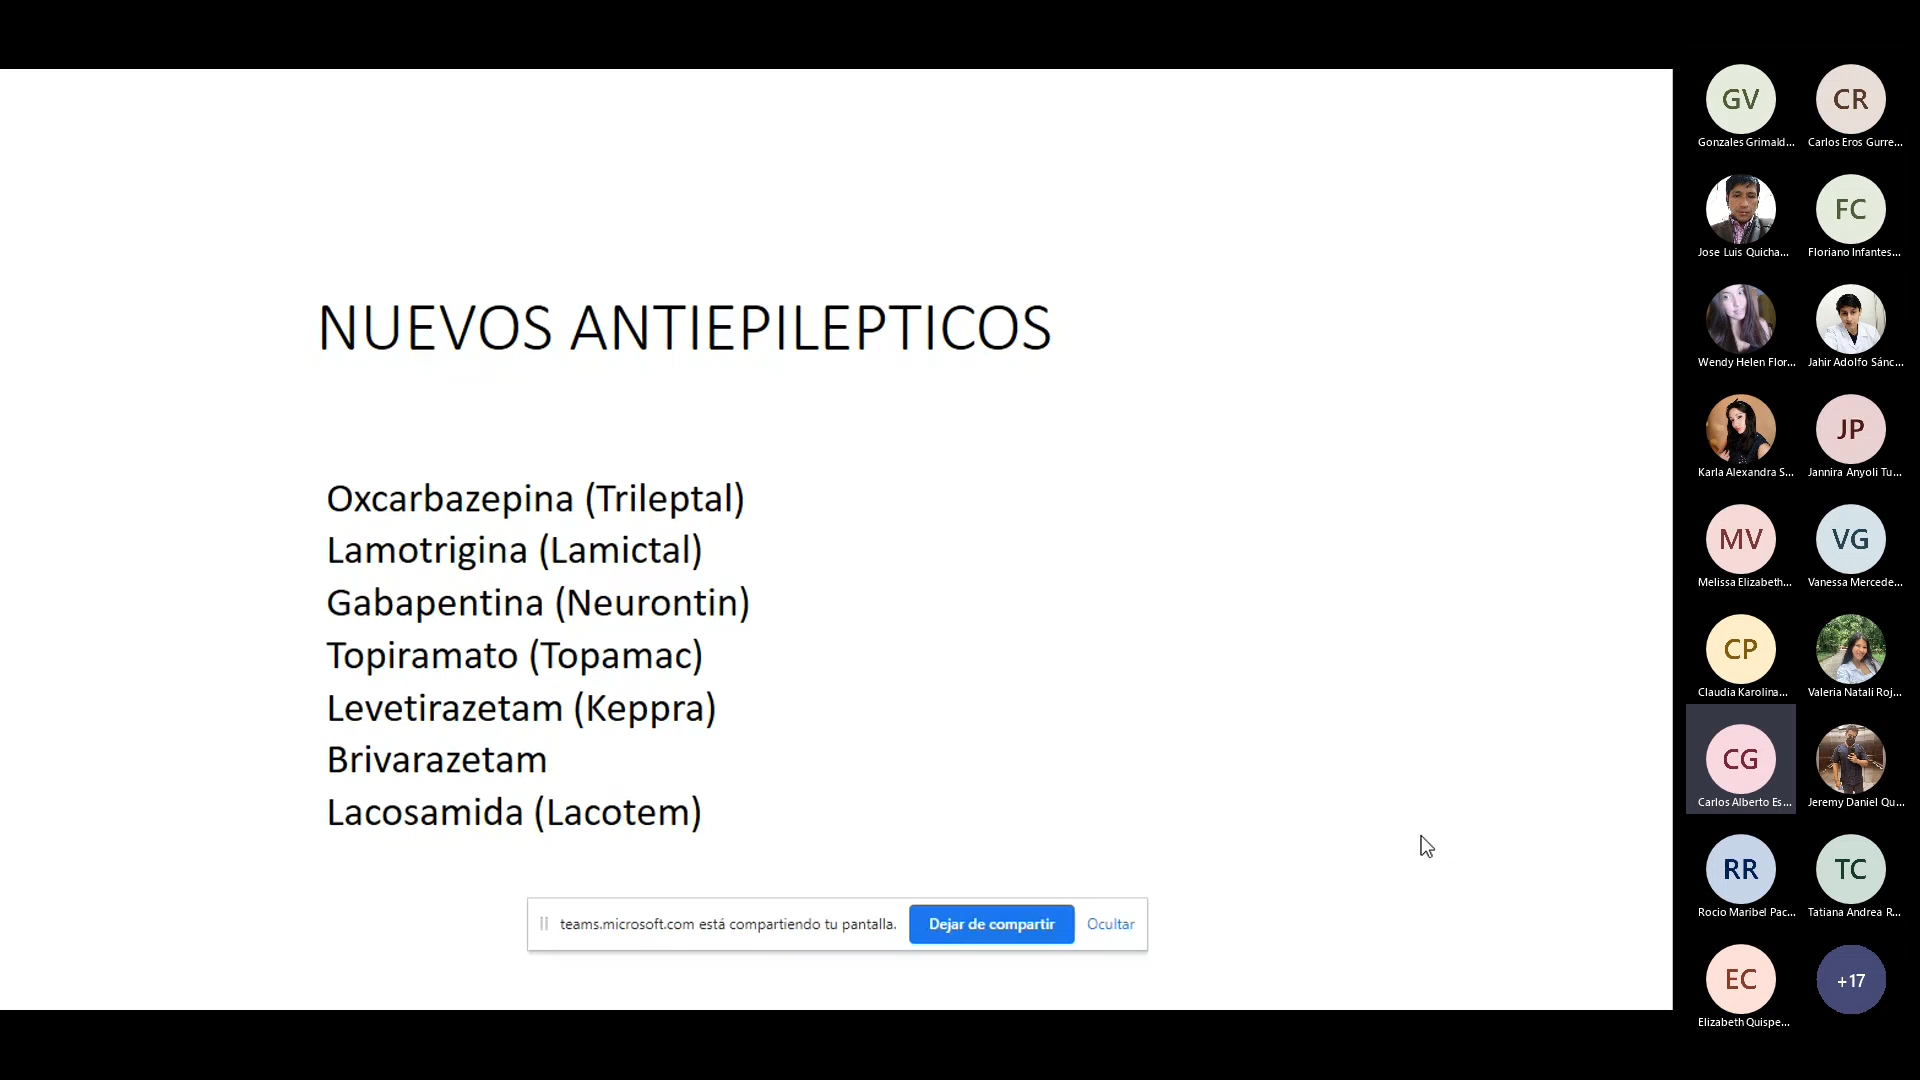 NUEVOS ANTIEPILEPTICOS
Oxcarbazepina (Trileptal)
Lamotrigina (Lamictal)
Gabapentina (Neurontin)
Topiramato (Topamac)
Levetirazetam (Keppra)
Brivarazetam
Lacosamida (Lacotem)
teams.microsoft.com está compartiendo tu pantalla. Dejar de compartir Ocultar
GV CR
Gonzales Grimald... Carlos Eros Gurre...
FC
Jose Luis Quicha... Floriano Infantes...
Wendy Helen Flor... Jahir Adolfo Sánc...
JP
Karla Alexandra S... Jannira Anyoli Tu...
MV VG
Melissa Elizabeth... Vanessa Mercede...
CP
Claudia Karolina... Valeria Natali Roj...
CG
Carlos Alberto Es... Jeremy Daniel Qu...
RR TC
Rocio Maribel Pac... Tatiana Andrea R...
EC +17
Elizabeth Quispe...